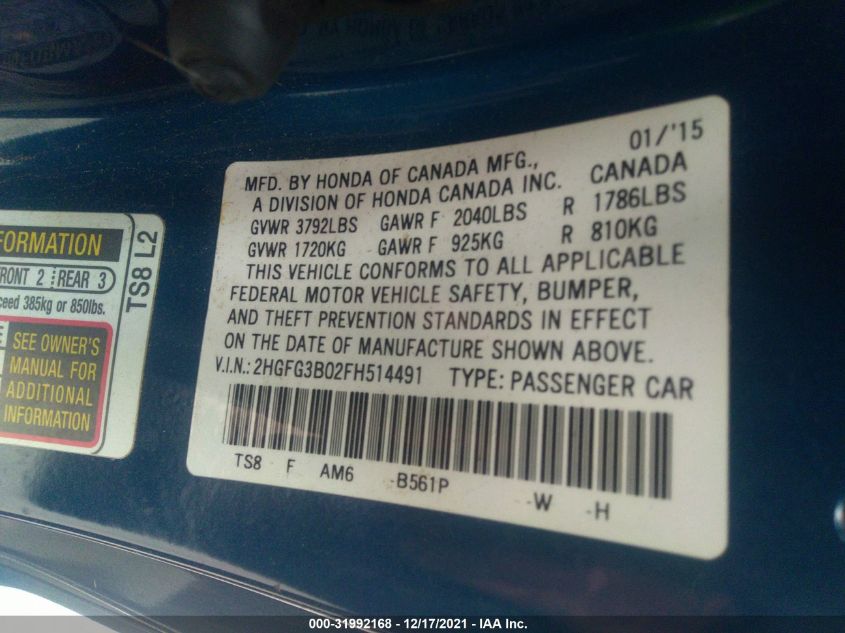 01/'15
MFD. BY HONDA OF CANADA MFG., CANADA
A DIVISION OF HONDA CANADA INC.
GVWR 3792LBS GAWR F 2040LBS R 1786LBS
GVWR 1720KG GAWR F 925KG R 810KG
THIS VEHICLE CONFORMS TO ALL APPLICABLE
FEDERAL MOTOR VEHICLE SAFETY, BUMPER,
AND THEFT PREVENTION STANDARDS IN EFFECT
ON THE DATE OF MANUFACTURE SHOWN ABOVE.
V.I.N.: 2HGFG3B02FH514491 TYPE: PASSENGER CAR
TS8 F AM6 -B561P -W -H
FORMATION
FRONT 2 REAR 3
385kg or 850lbs.
SEE OWNER'S
MANUAL FOR
ADDITIONAL
INFORMATION
TS8 L2
000-31992168 - 12/17/2021 - IAA Inc.